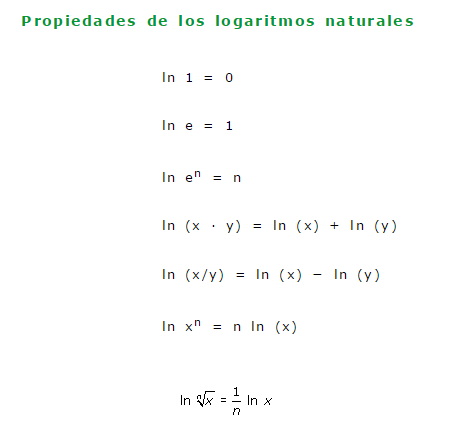 Propiedades de los logaritmos naturales
ln 1 = 0
ln e = 1
ln eⁿ = n
ln (x · y) = ln (x) + ln (y)
ln (x/y) = ln (x) − ln (y)
ln xⁿ = n ln (x)
ln ⁿ√x = 1/n ln x